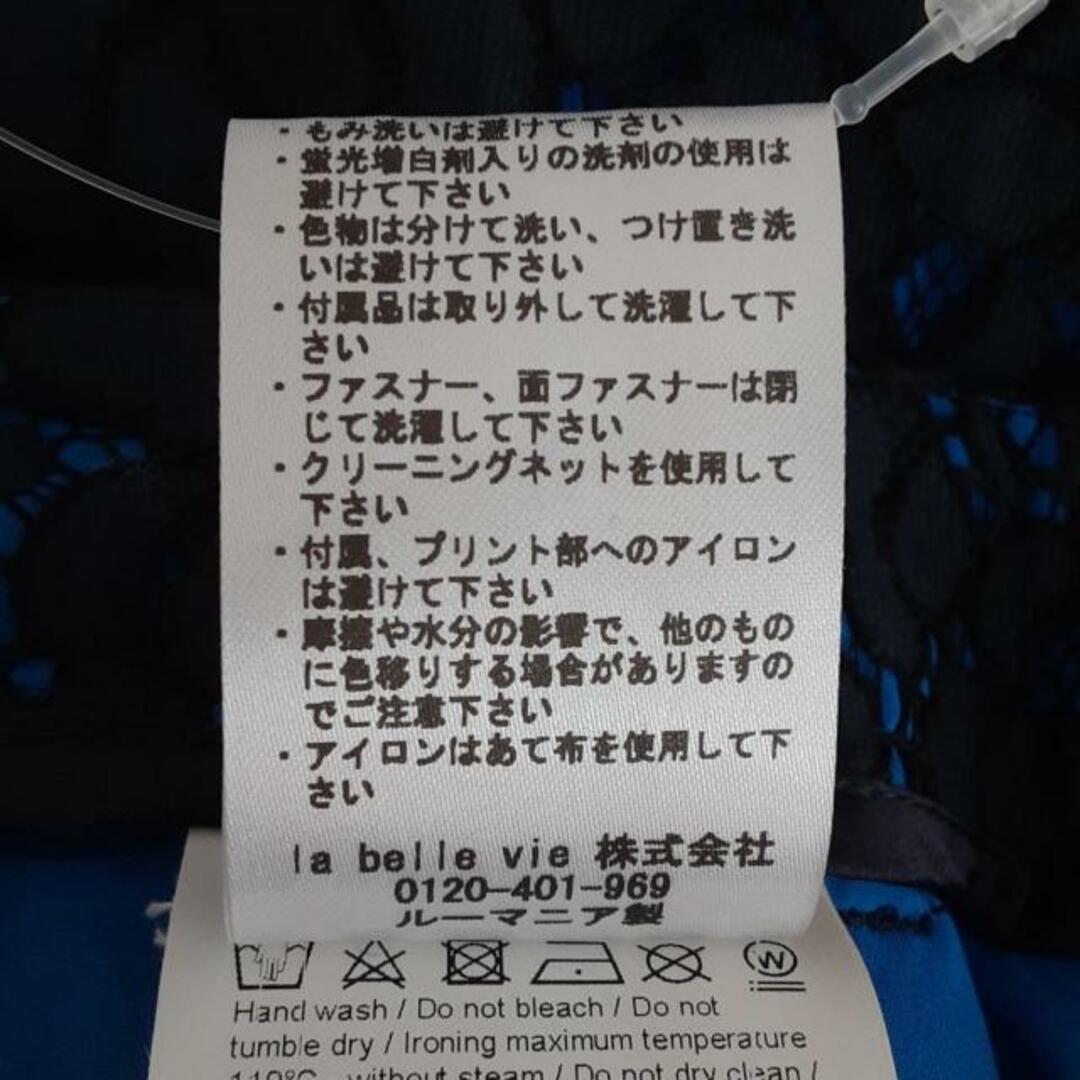 ・もみ洗いは避けて下さい
・蛍光増白剤入りの洗剤の使用は
避けて下さい
・色物は分けて洗い、つけ置き洗
いは避けて下さい
・付属品は取り外して洗濯して下
さい
・ファスナー、面ファスナーは閉
じて洗濯して下さい
・クリーニングネットを使用して
下さい
・付属、プリント部へのアイロン
は避けて下さい
・摩擦や水分の影響で、他のもの
に色移りする場合がありますの
でご注意下さい
・アイロンはあて布を使用して下
さい
la belle vie 株式会社
0120-401-969
ルーマニア製
W
Hand wash / Do not bleach / Do not
tumble dry / Ironing maximum temperature
110°C without steam / Do not dry clean /